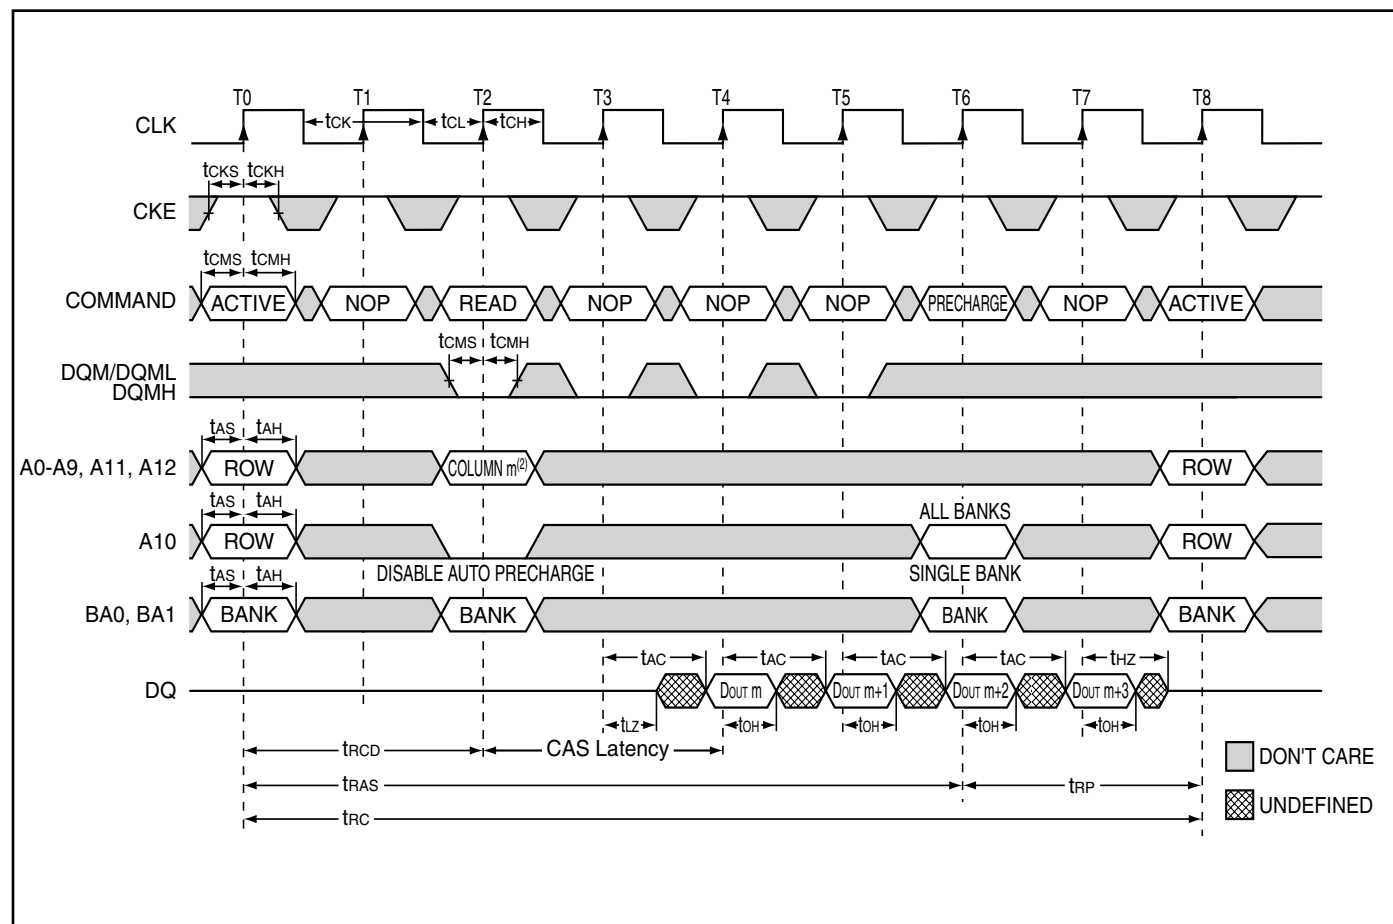 T0 T1 T2 T3 T4 T5 T6 T7 T8
CLK tCK tCL tCH
tCKS tCKH
CKE
tCMS tCMH
COMMAND ACTIVE NOP READ NOP NOP NOP PRECHARGE NOP ACTIVE
tCMS tCMH
DQM/DQML
DQMH
tAS tAH
A0-A9, A11, A12 ROW COLUMN m(2) ROW
tAS tAH ALL BANKS
A10 ROW ROW
DISABLE AUTO PRECHARGE SINGLE BANK
tAS tAH
BA0, BA1 BANK BANK BANK BANK
tAC tAC tAC tAC tHZ
DQ DOUT m DOUT m+1 DOUT m+2 DOUT m+3
tLZ tOH tOH tOH tOH
tRCD CAS Latency
DON'T CARE
tRAS tRP
UNDEFINED
tRC